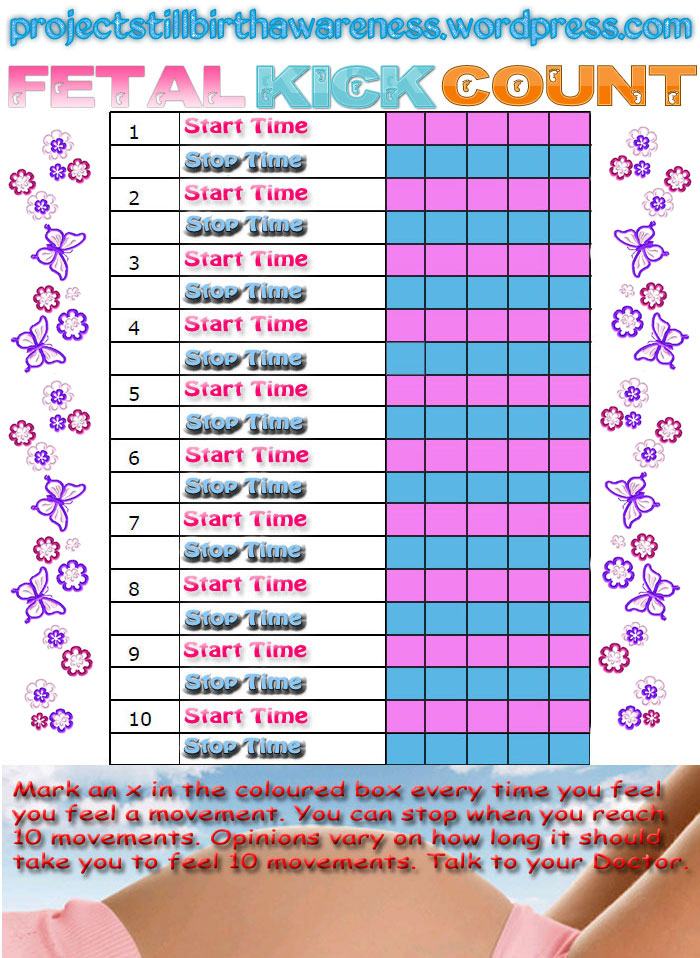 projectstillbirthawareness.wordpress.com
FETAL KICK COUNT
1 Start Time
Stop Time
2 Start Time
Stop Time
3 Start Time
Stop Time
4 Start Time
Stop Time
5 Start Time
Stop Time
6 Start Time
Stop Time
7 Start Time
Stop Time
8 Start Time
Stop Time
9 Start Time
Stop Time
10 Start Time
Stop Time
Mark an x in the coloured box every time you feel
you feel a movement. You can stop when you reach
10 movements. Opinions vary on how long it should
take you to feel 10 movements. Talk to your Doctor.